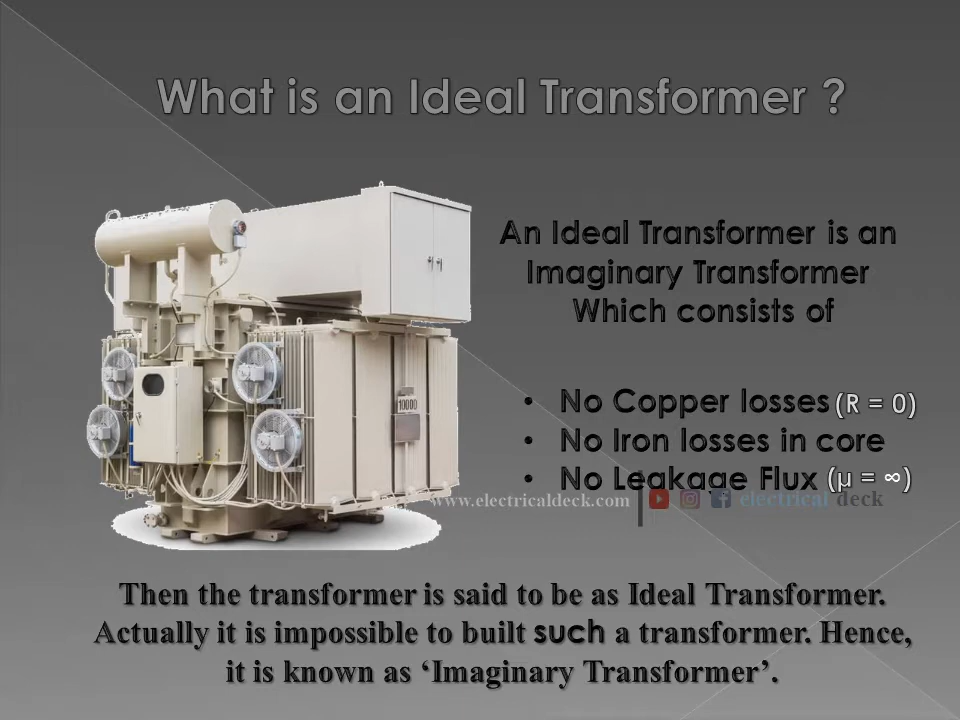 What is an Ideal Transformer ?
An Ideal Transformer is an
Imaginary Transformer
Which consists of
• No Copper losses (R = 0)
• No Iron losses in core
• No Leakage Flux (μ = ∞)
10000
www.electricaldeck.com | electrical deck
Then the transformer is said to be as Ideal Transformer.
Actually it is impossible to built such a transformer. Hence,
it is known as ‘Imaginary Transformer’.